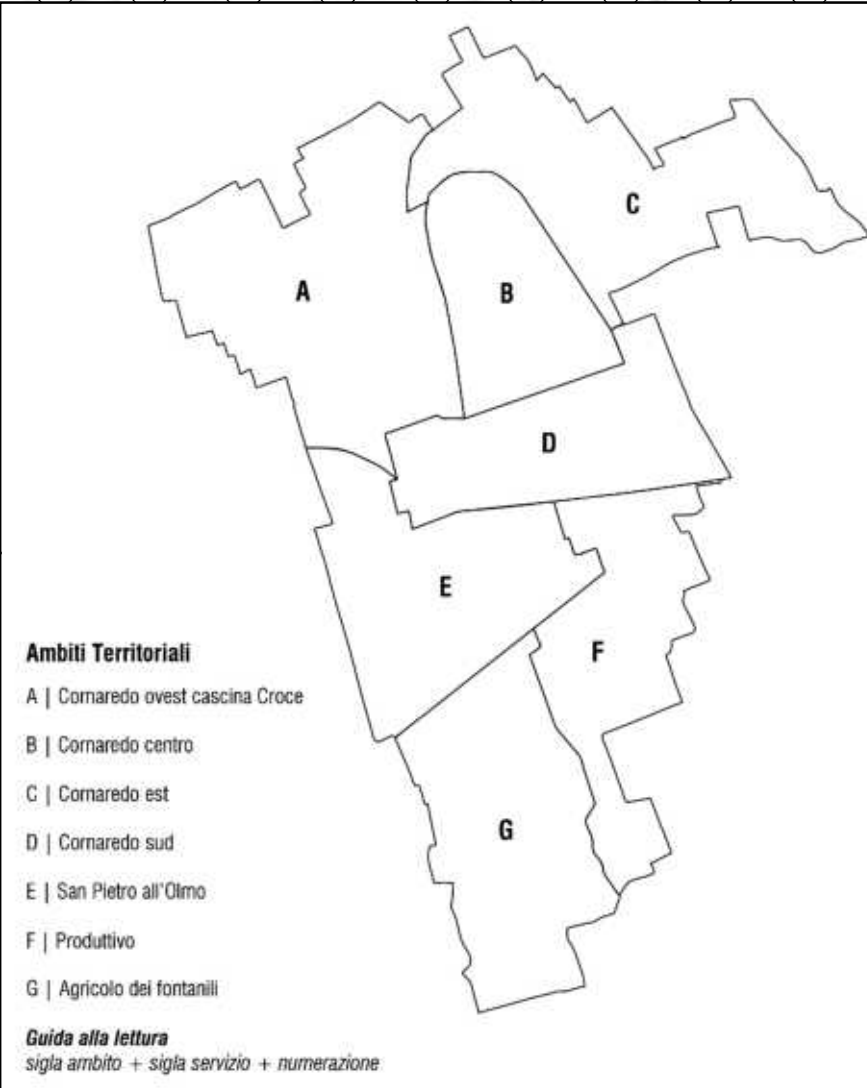 C
A
B
D
E
F
G
Ambiti Territoriali
A | Cornaredo ovest cascina Croce
B | Cornaredo centro
C | Cornaredo est
D | Cornaredo sud
E | San Pietro all'Olmo
F | Produttivo
G | Agricolo dei fontanili
Guida alla lettura
sigla ambito + sigla servizio + numerazione